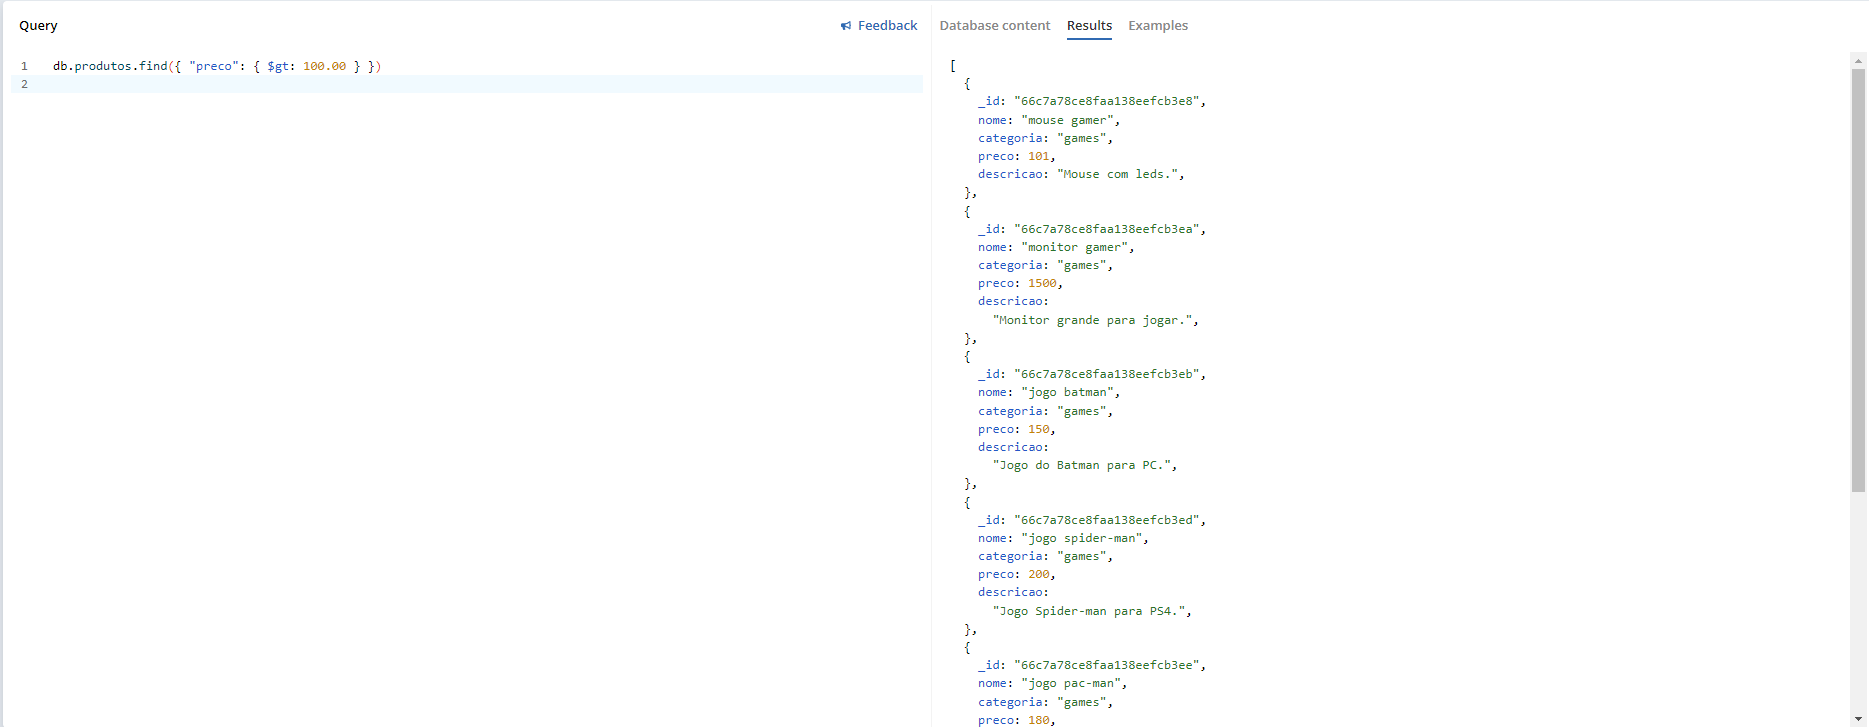 Query
Feedback
1 db.produtos.find({ "preco": { $gt: 100.00 } })
2
Database content Results Examples
[
{
_id: "66c7a78ce8faa138eefcb3e8",
nome: "mouse gamer",
categoria: "games",
preco: 101,
descricao: "Mouse com leds.",
},
{
_id: "66c7a78ce8faa138eefcb3ea",
nome: "monitor gamer",
categoria: "games",
preco: 1500,
descricao:
"Monitor grande para jogar.",
},
{
_id: "66c7a78ce8faa138eefcb3eb",
nome: "jogo batman",
categoria: "games",
preco: 150,
descricao:
"Jogo do Batman para PC.",
},
{
_id: "66c7a78ce8faa138eefcb3ed",
nome: "jogo spider-man",
categoria: "games",
preco: 200,
descricao:
"Jogo Spider-man para PS4.",
},
{
_id: "66c7a78ce8faa138eefcb3ee",
nome: "jogo pac-man",
categoria: "games",
preco: 180,